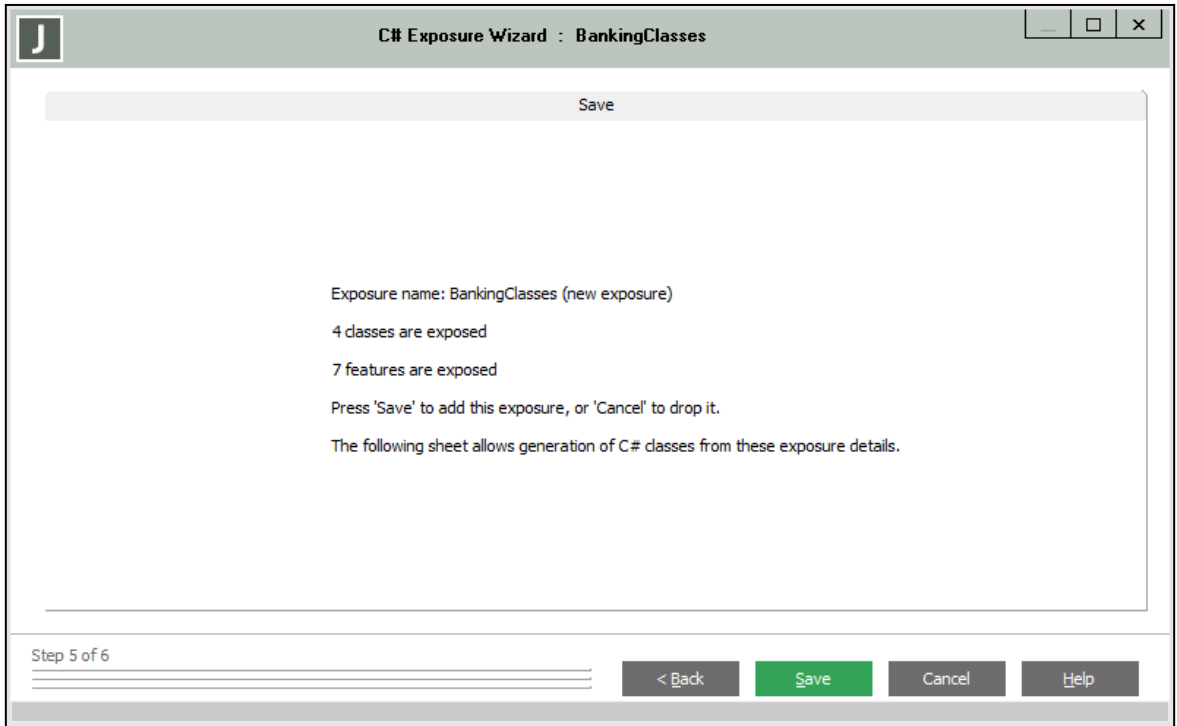 J
C# Exposure Wizard : BankingClasses
Save
Exposure name: BankingClasses (new exposure)
4 classes are exposed
7 features are exposed
Press 'Save' to add this exposure, or 'Cancel' to drop it.
The following sheet allows generation of C# classes from these exposure details.
Step 5 of 6
< Back
Save
Cancel
Help